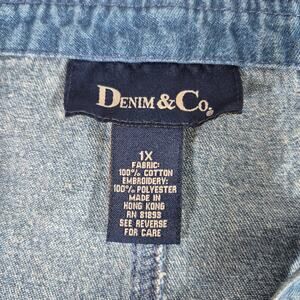 DENIM & CO.
1X
FABRIC:
100% COTTON
EMBROIDERY:
100% POLYESTER
MADE IN
HONG KONG
RN 81893
SEE REVERSE
FOR CARE